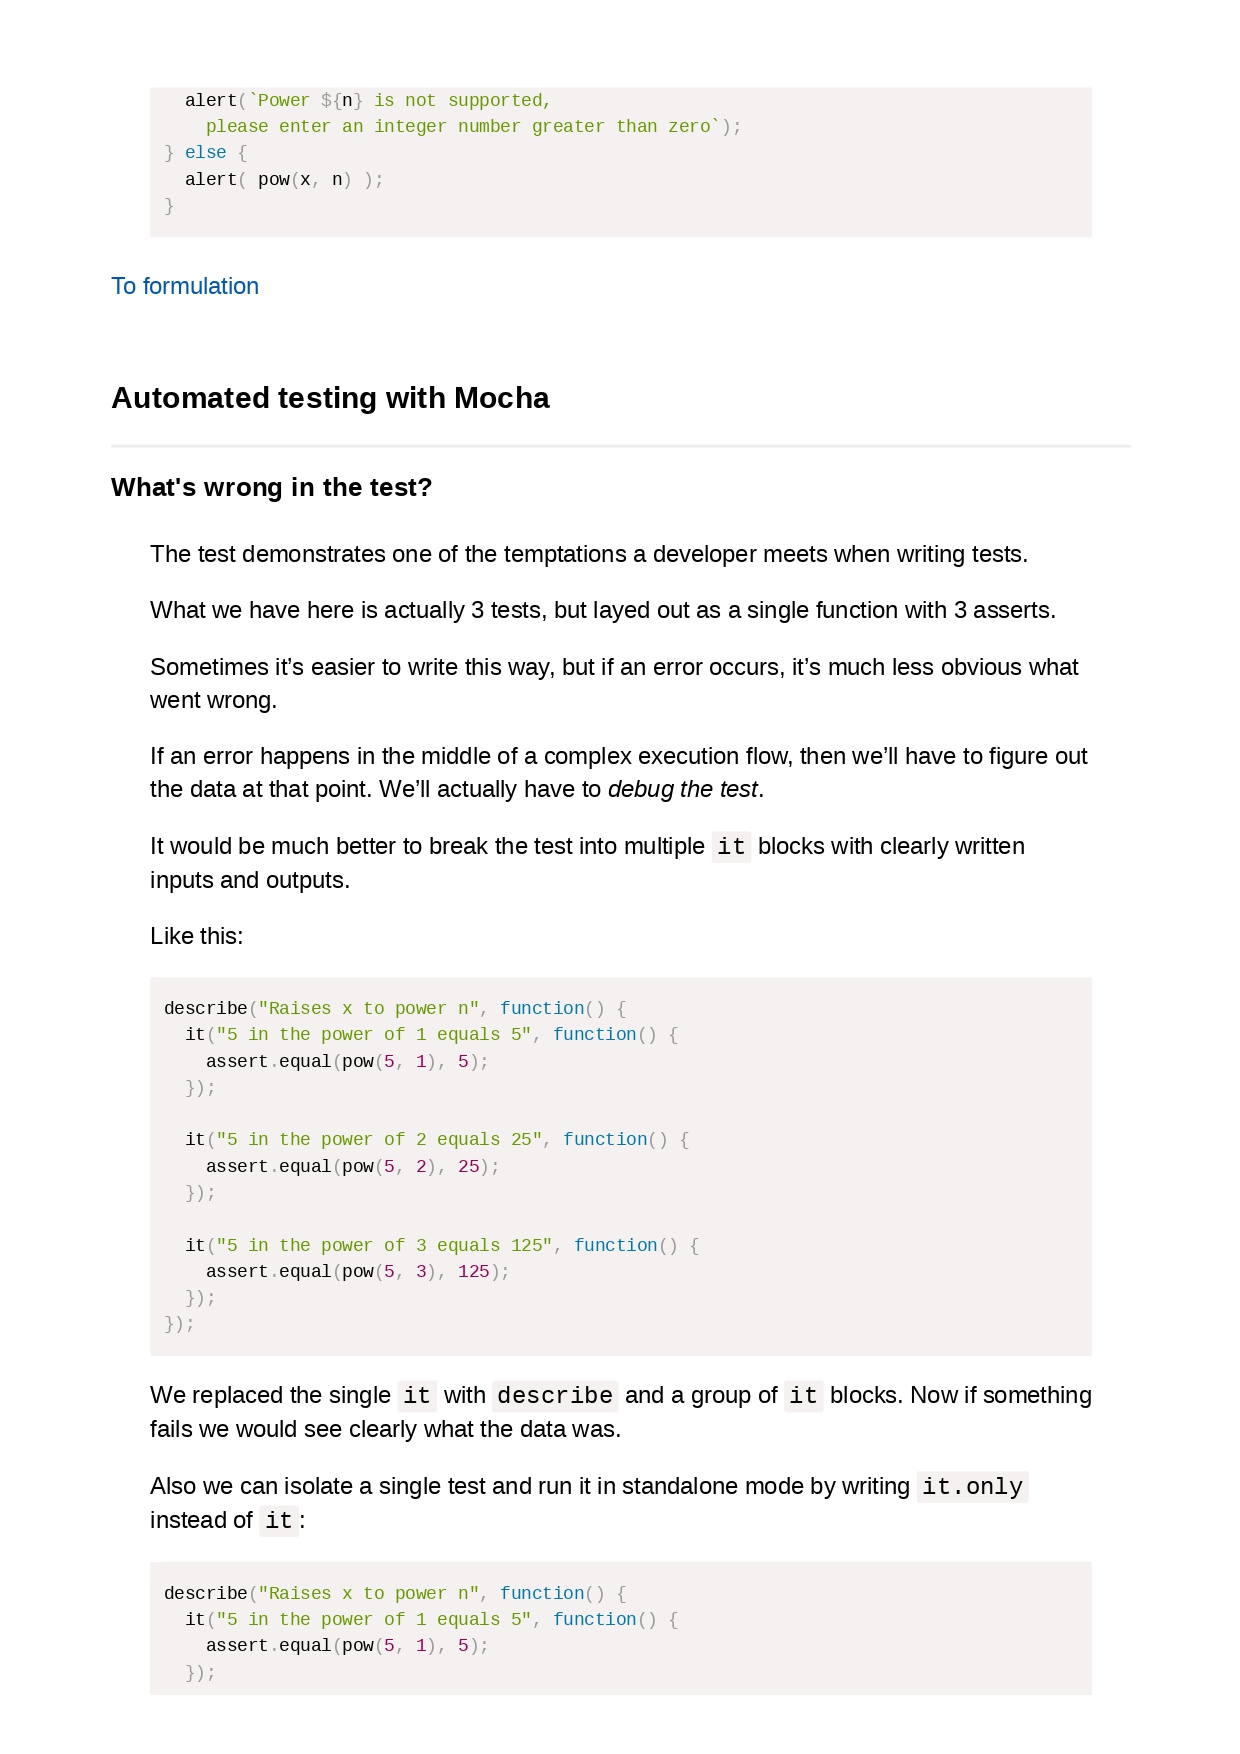 alert(`Power ${n} is not supported,
    please enter an integer number greater than zero`);
} else {
  alert( pow(x, n) );
}
To formulation
Automated testing with Mocha
What's wrong in the test?
The test demonstrates one of the temptations a developer meets when writing tests.
What we have here is actually 3 tests, but layed out as a single function with 3 asserts.
Sometimes it’s easier to write this way, but if an error occurs, it’s much less obvious what
went wrong.
If an error happens in the middle of a complex execution flow, then we’ll have to figure out
the data at that point. We’ll actually have to debug the test.
It would be much better to break the test into multiple it blocks with clearly written
inputs and outputs.
Like this:
describe("Raises x to power n", function() {
  it("5 in the power of 1 equals 5", function() {
    assert.equal(pow(5, 1), 5);
  });
  it("5 in the power of 2 equals 25", function() {
    assert.equal(pow(5, 2), 25);
  });
  it("5 in the power of 3 equals 125", function() {
    assert.equal(pow(5, 3), 125);
  });
});
We replaced the single it with describe and a group of it blocks. Now if something
fails we would see clearly what the data was.
Also we can isolate a single test and run it in standalone mode by writing it.only
instead of it:
describe("Raises x to power n", function() {
  it("5 in the power of 1 equals 5", function() {
    assert.equal(pow(5, 1), 5);
  });